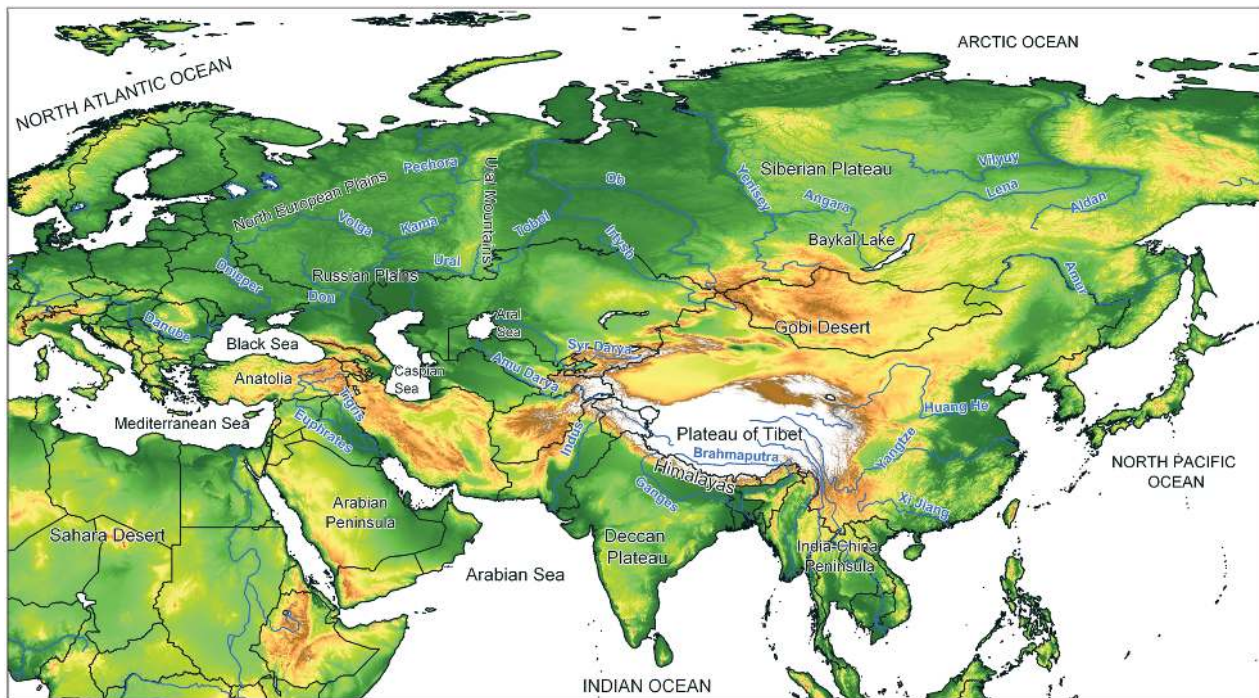 ARCTIC OCEAN
NORTH ATLANTIC OCEAN
Pechora
Ural Mountains
Ob
Yenisey
Siberian Plateau
Vilyuy
North European Plains
Volga
Kama
Tobol
Irtysh
Angara
Lena
Aldan
Baykal Lake
Dnieper
Russian Plains
Ural
Don
Amur
Danube
Black Sea
Aral
Sea
Syr Darya
Gobi Desert
Anatolia
Caspian
Sea
Amu Darya
Tigris
Mediterranean Sea
Euphrates
Indus
Plateau of Tibet
Brahmaputra
Huang He
Yangtze
Himalayas
Ganges
Xi Jiang
NORTH PACIFIC
OCEAN
Sahara Desert
Arabian
Peninsula
Deccan
Plateau
India-China
Peninsula
Arabian Sea
INDIAN OCEAN